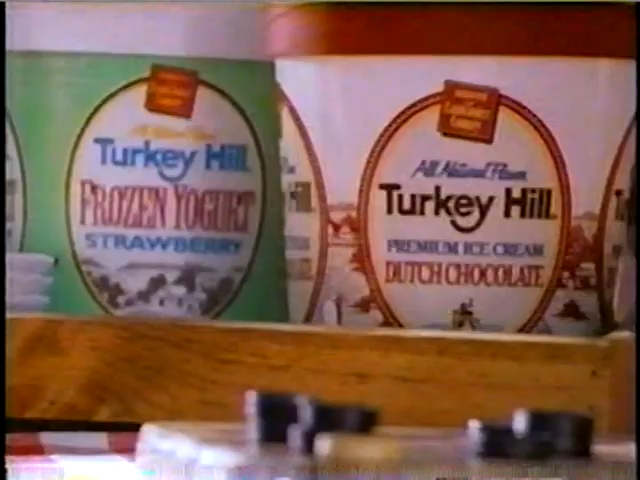 Turkey Hill
FROZEN YOGURT
STRAWBERRY
All Natural Flavor
Turkey Hill
PREMIUM ICE CREAM
DUTCH CHOCOLATE